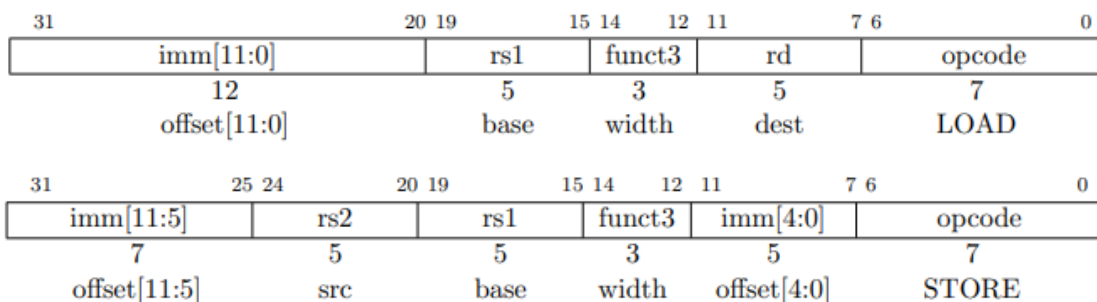 31 20 19 15 14 12 11 7 6 0
imm[11:0] rs1 funct3 rd opcode
12 5 3 5 7
offset[11:0] base width dest LOAD
31 25 24 20 19 15 14 12 11 7 6 0
imm[11:5] rs2 rs1 funct3 imm[4:0] opcode
7 5 5 3 5 7
offset[11:5] src base width offset[4:0] STORE